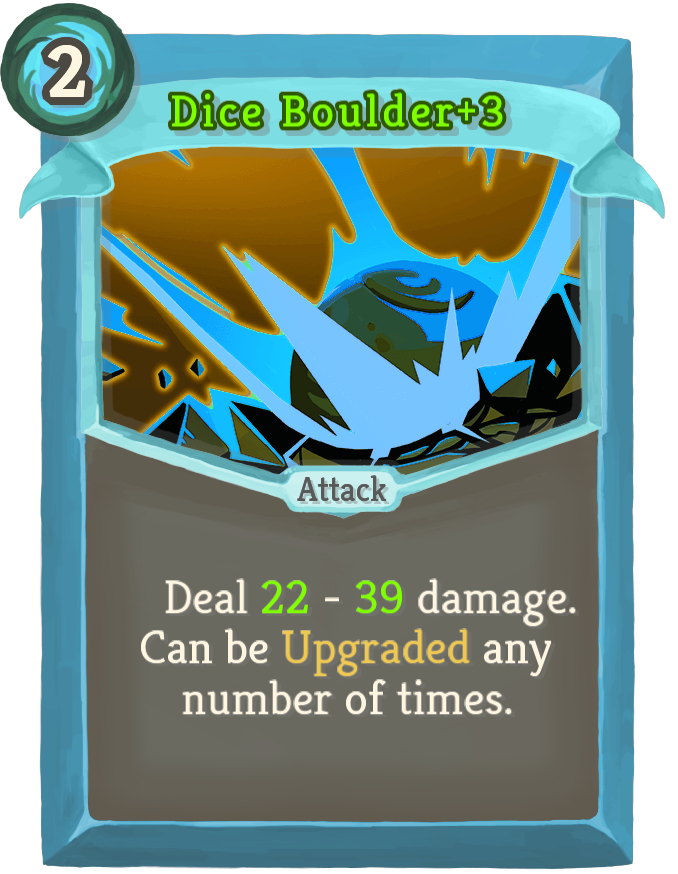 2
Dice Boulder+3
Attack
Deal 22 - 39 damage.
Can be Upgraded any
number of times.